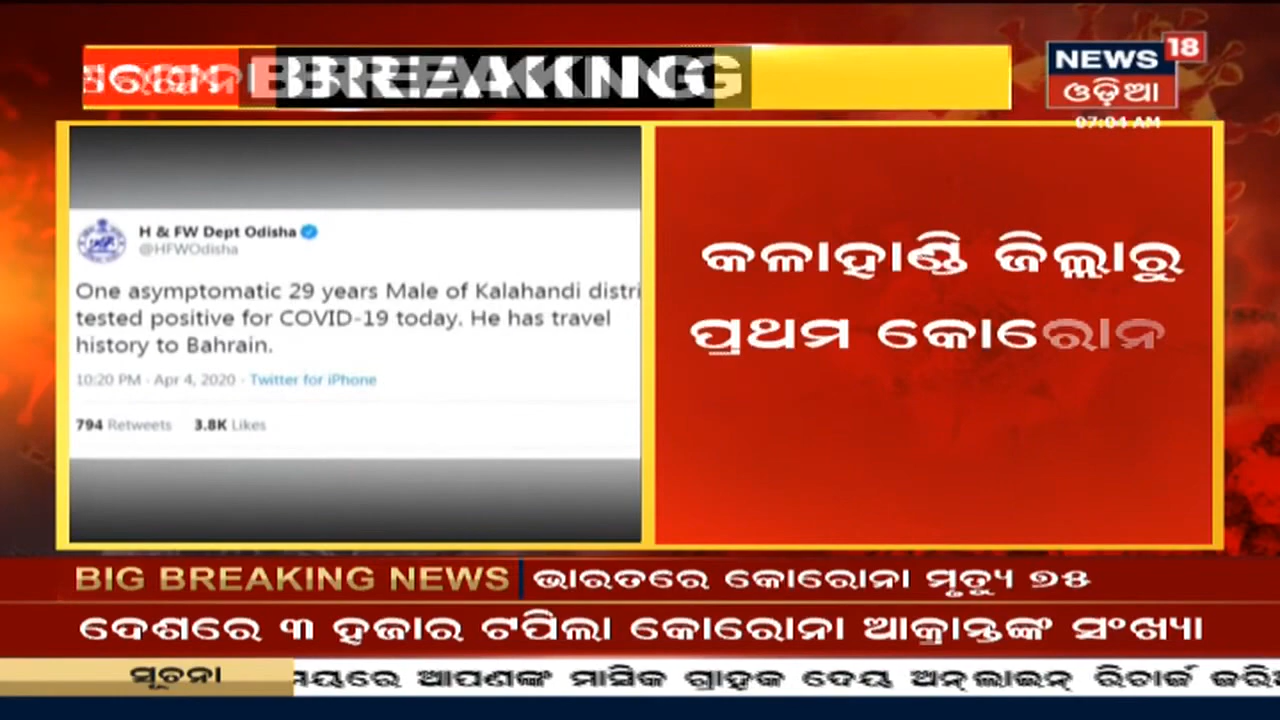 BREAKING
NEWS 18
ଓଡ଼ିଆ
07:04 AM
H & FW Dept Odisha
@HFWOdisha
One asymptomatic 29 years Male of Kalahandi distri
tested positive for COVID-19 today. He has travel
history to Bahrain.
10:20 PM · Apr 4, 2020 · Twitter for iPhone
794 Retweets 3.8K Likes
କଳାହାଣ୍ଡି ଜିଲ୍ଲାରୁ
ପ୍ରଥମ କୋରୋନ
BIG BREAKING NEWS ଭାରତରେ କୋରୋନା ମୃତ୍ୟୁ ୭୫
ଦେଶରେ ୩ ହଜାର ଟପିଲା କୋରୋନା ଆକ୍ରାନ୍ତଙ୍କ ସଂଖ୍ୟା
ସୂଚନା ଆପଣଙ୍କ ମାସିକ ଗ୍ରାହକ ଦେୟ ଅନ୍‌ଲାଇନ୍ ରିଚାର୍ଜ